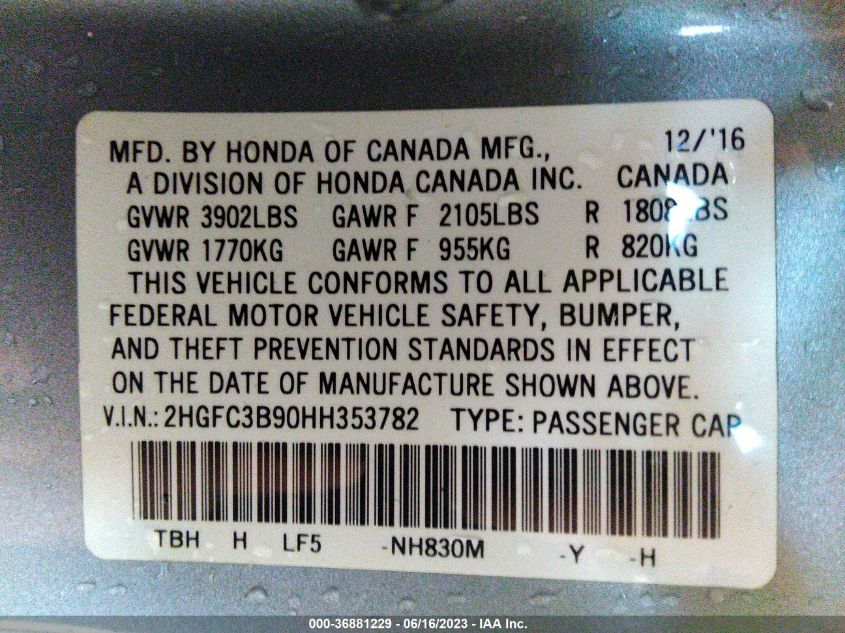 MFD. BY HONDA OF CANADA MFG., 12/'16
A DIVISION OF HONDA CANADA INC. CANADA
GVWR 3902LBS GAWR F 2105LBS R 1808LBS
GVWR 1770KG GAWR F 955KG R 820KG
THIS VEHICLE CONFORMS TO ALL APPLICABLE
FEDERAL MOTOR VEHICLE SAFETY, BUMPER,
AND THEFT PREVENTION STANDARDS IN EFFECT
ON THE DATE OF MANUFACTURE SHOWN ABOVE.
V.I.N.: 2HGFC3B90HH353782 TYPE: PASSENGER CAR
TBH H LF5 -NH830M -Y -H
000-36881229 - 06/16/2023 - IAA Inc.